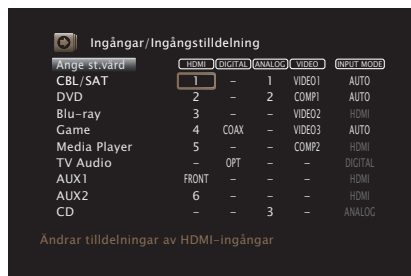 Ingångar/Ingångstilldelning
Ange st.värd HDMI DIGITAL ANALOG VIDEO INPUT MODE
CBL/SAT 1 – 1 VIDEO1 AUTO
DVD 2 – 2 COMP1 AUTO
Blu-ray 3 – – VIDEO2 HDMI
Game 4 COAX – VIDEO3 AUTO
Media Player 5 – – COMP2 HDMI
TV Audio – OPT – – DIGITAL
AUX1 FRONT – – – HDMI
AUX2 6 – – – HDMI
CD – – 3 – ANALOG
Ändrar tilldelningar av HDMI-ingångar